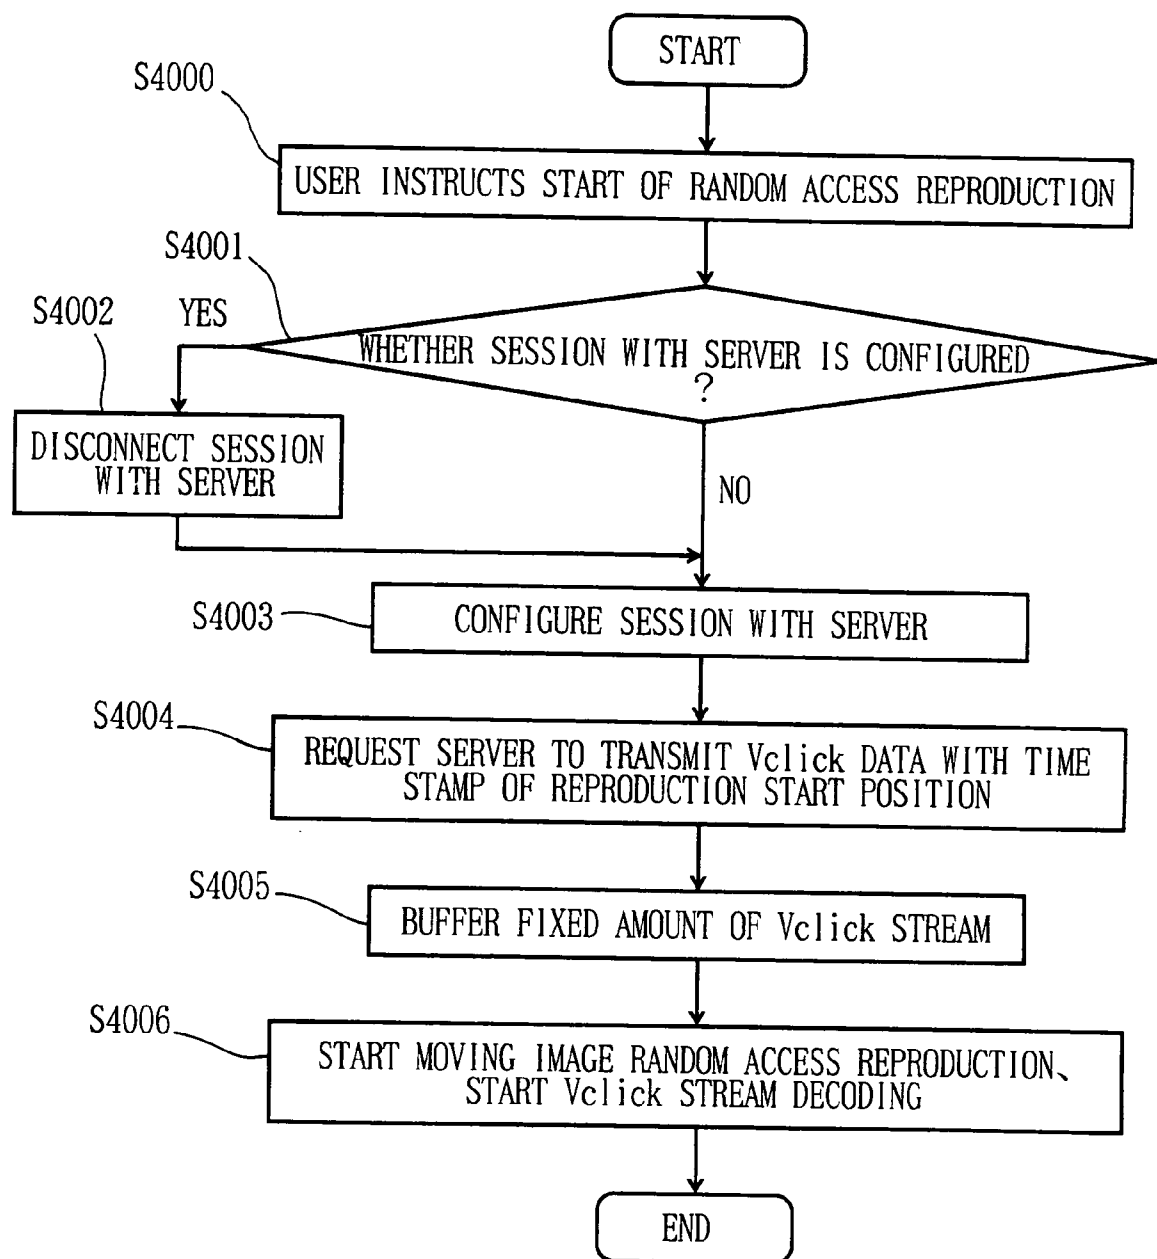 START
S4000
USER INSTRUCTS START OF RANDOM ACCESS REPRODUCTION
S4001
S4002
YES
WHETHER SESSION WITH SERVER IS CONFIGURED
?
DISCONNECT SESSION
WITH SERVER
NO
S4003
CONFIGURE SESSION WITH SERVER
S4004
REQUEST SERVER TO TRANSMIT Vclick DATA WITH TIME
STAMP OF REPRODUCTION START POSITION
S4005
BUFFER FIXED AMOUNT OF Vclick STREAM
S4006
START MOVING IMAGE RANDOM ACCESS REPRODUCTION、
START Vclick STREAM DECODING
END